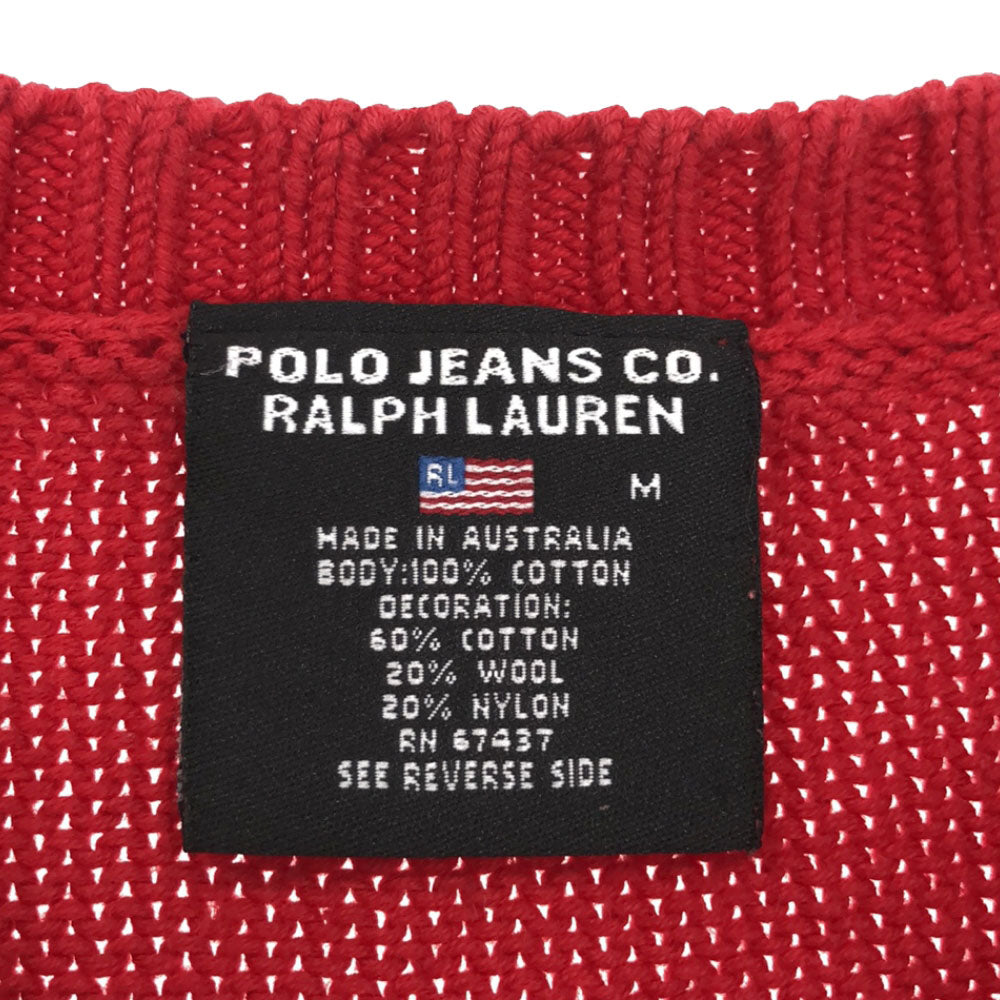 POLO JEANS CO.
RALPH LAUREN
RL
M
MADE IN AUSTRALIA
BODY:100% COTTON
DECORATION:
60% COTTON
20% WOOL
20% NYLON
RN 67437
SEE REVERSE SIDE